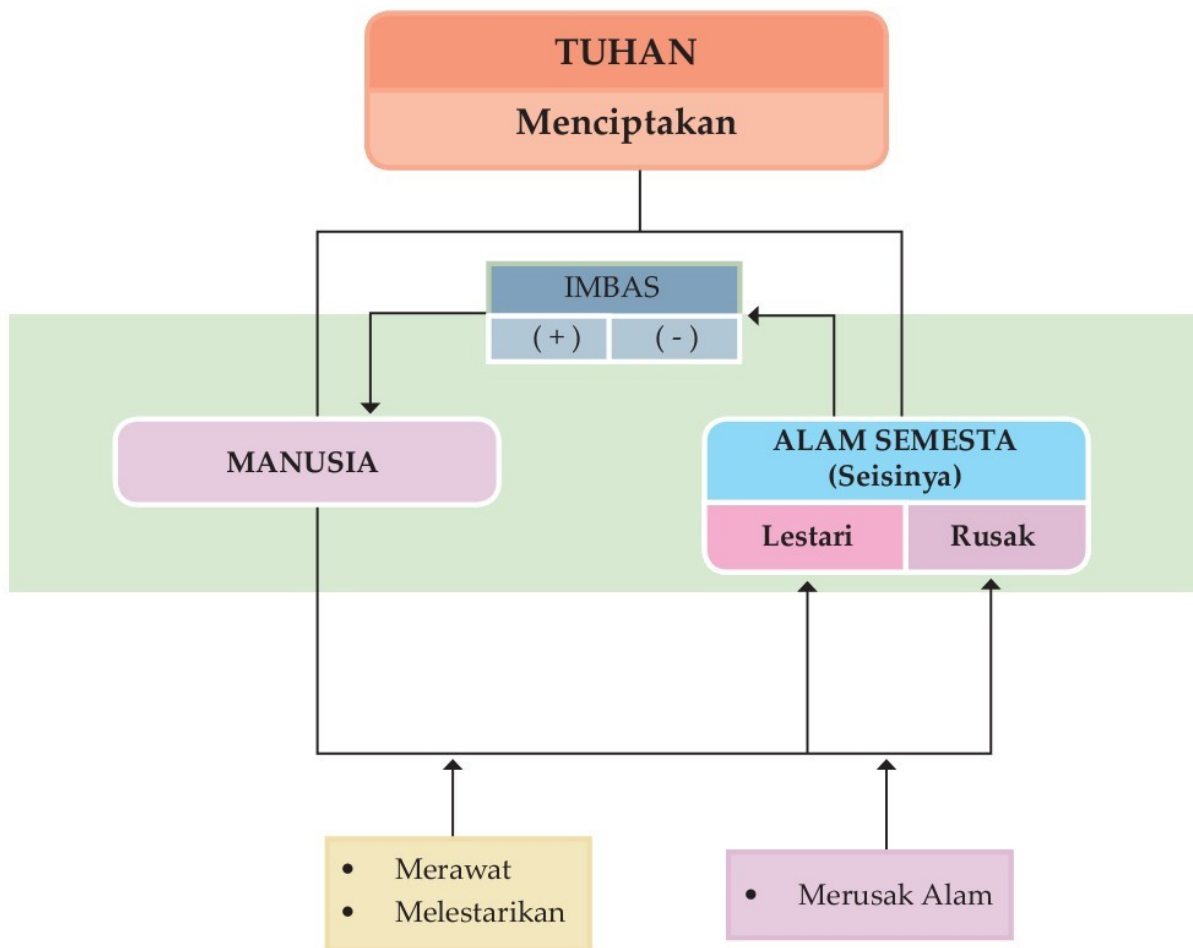 TUHAN
Menciptakan
IMBAS
( + ) ( - )
MANUSIA
ALAM SEMESTA
(Seisinya)
Lestari Rusak
• Merawat
• Melestarikan
• Merusak Alam